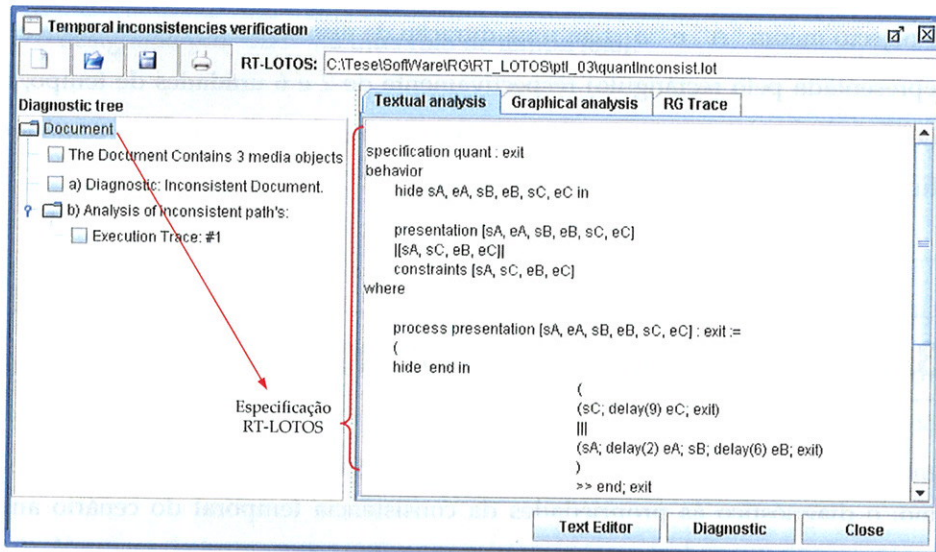 Temporal inconsistencies verification
RT-LOTOS: C:\Tese\SoftWare\RG\RT_LOTOS\ptl_03\quantInconsist.lot
Diagnostic tree
Document
The Document Contains 3 media objects
a) Diagnostic: Inconsistent Document.
b) Analysis of inconsistent path's:
Execution Trace: #1
Especificação
RT-LOTOS
Textual analysis Graphical analysis RG Trace
specification quant : exit
behavior
hide sA, eA, sB, eB, sC, eC in
presentation [sA, eA, sB, eB, sC, eC]
|[sA, sC, eB, eC]|
constraints [sA, sC, eB, eC]
where
process presentation [sA, eA, sB, eB, sC, eC] : exit :=
(
hide end in
(
(sC; delay(9) eC; exit)
|||
(sA; delay(2) eA; sB; delay(6) eB; exit)
)
>> end; exit
Text Editor Diagnostic Close